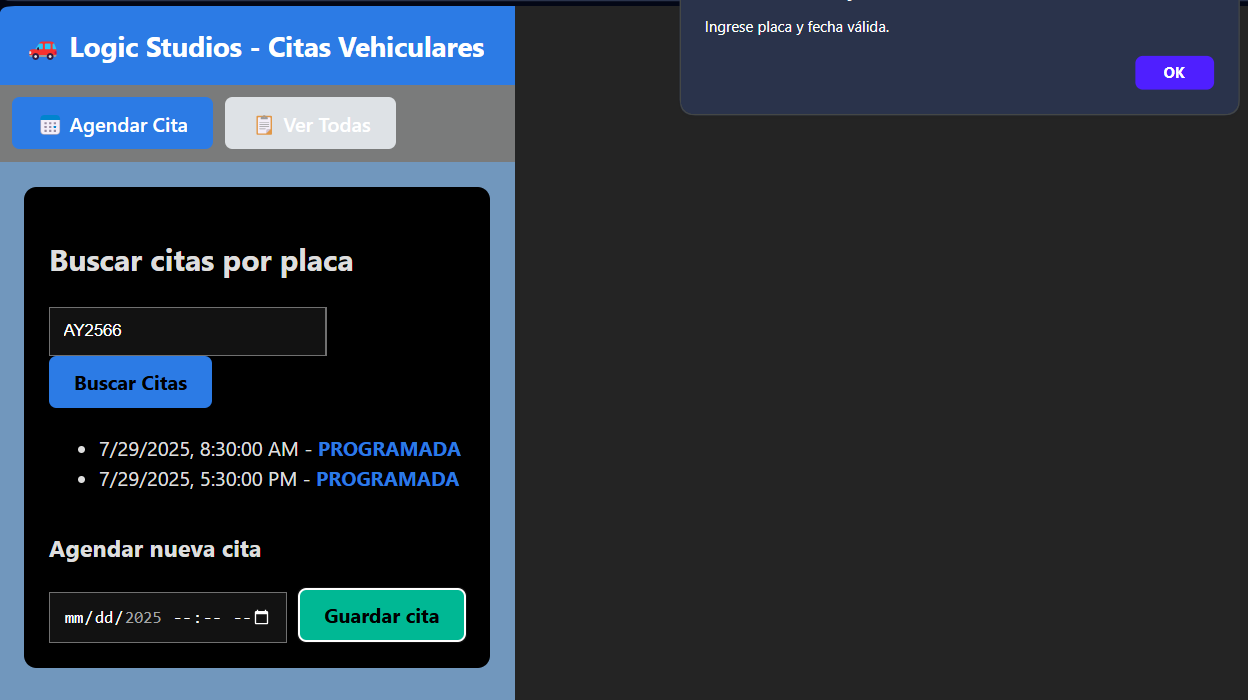 Logic Studios - Citas Vehiculares
Ingrese placa y fecha válida.
OK
Agendar Cita
Ver Todas
Buscar citas por placa
AY2566
Buscar Citas
7/29/2025, 8:30:00 AM - PROGRAMADA
7/29/2025, 5:30:00 PM - PROGRAMADA
Agendar nueva cita
mm/dd/2025 --:-- --
Guardar cita